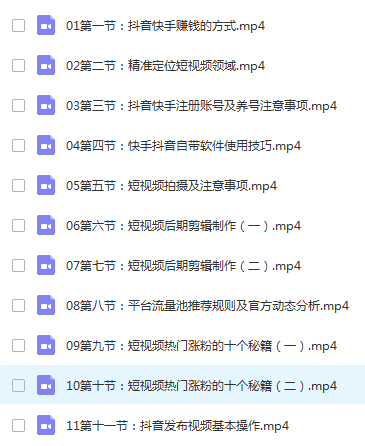 01第一节：抖音快手赚钱的方式.mp4
02第二节：精准定位短视频领域.mp4
03第三节：抖音快手注册账号及养号注意事项.mp4
04第四节：快手抖音自带软件使用技巧.mp4
05第五节：短视频拍摄及注意事项.mp4
06第六节：短视频后期剪辑制作（一）.mp4
07第七节：短视频后期剪辑制作（二）.mp4
08第八节：平台流量池推荐规则及官方动态分析.mp4
09第九节：短视频热门涨粉的十个秘籍（一）.mp4
10第十节：短视频热门涨粉的十个秘籍（二）.mp4
11第十一节：抖音发布视频基本操作.mp4